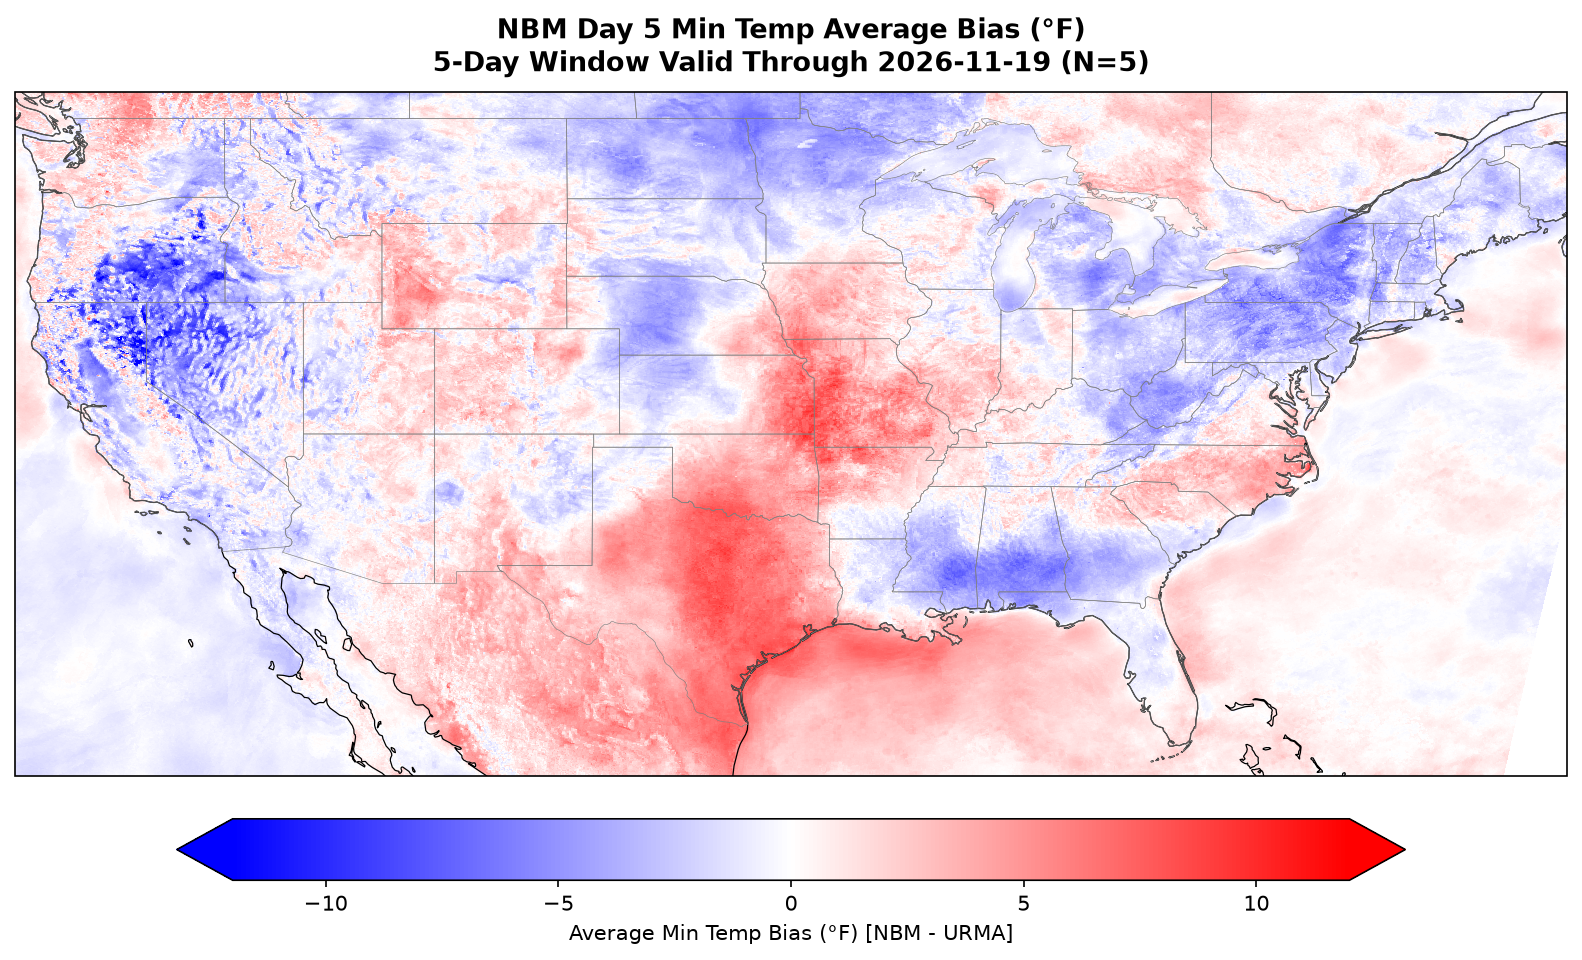 NBM Day 5 Min Temp Average Bias (°F)
5-Day Window Valid Through 2026-11-19 (N=5)
−10 −5 0 5 10
Average Min Temp Bias (°F) [NBM - URMA]